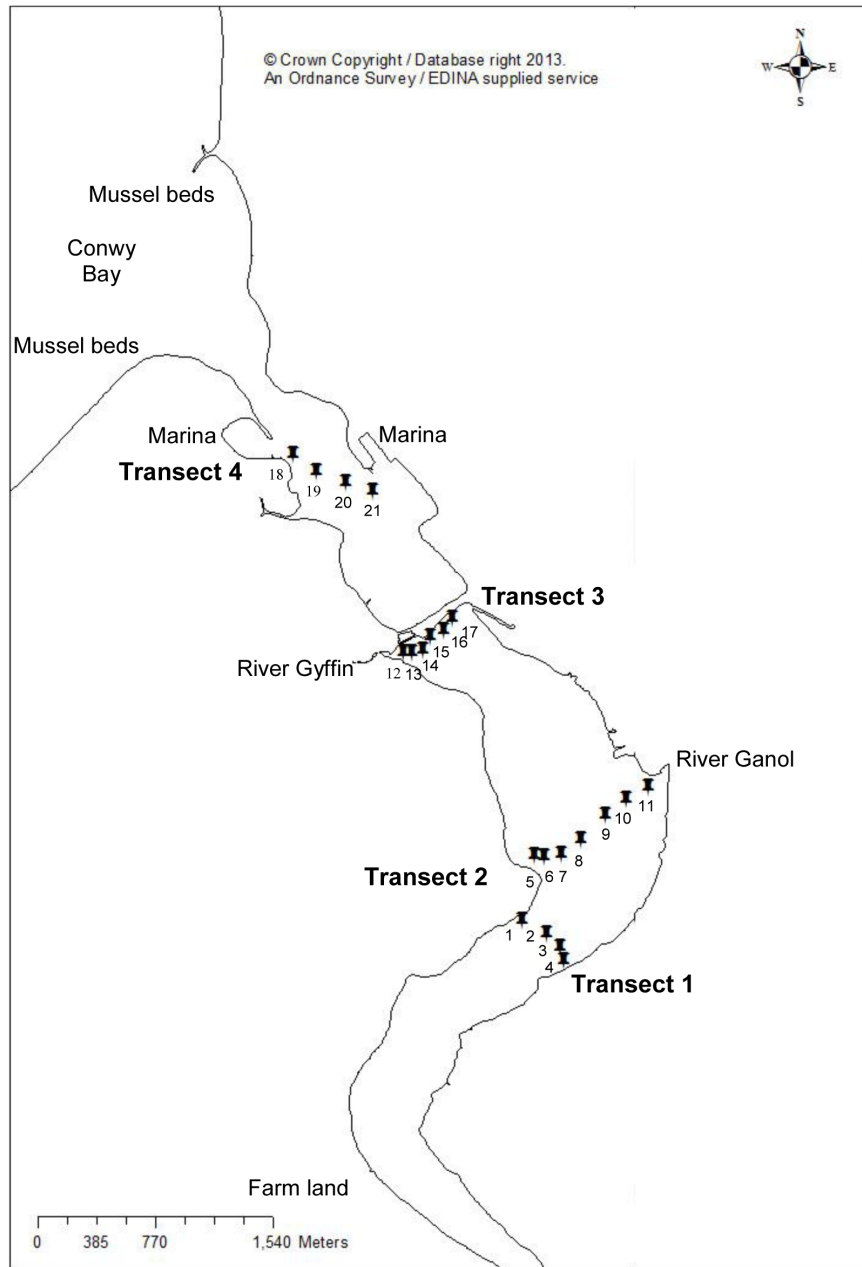 © Crown Copyright / Database right 2013.
An Ordnance Survey / EDINA supplied service
N
W E
S
Mussel beds
Conwy
Bay
Mussel beds
Marina
Marina
Transect 4
18
19
20
21
Transect 3
17
16
15
14
13
12
River Gyffin
River Ganol
11
10
9
8
7
6
5
Transect 2
1
2
3
4
Transect 1
Farm land
0 385 770 1,540 Meters